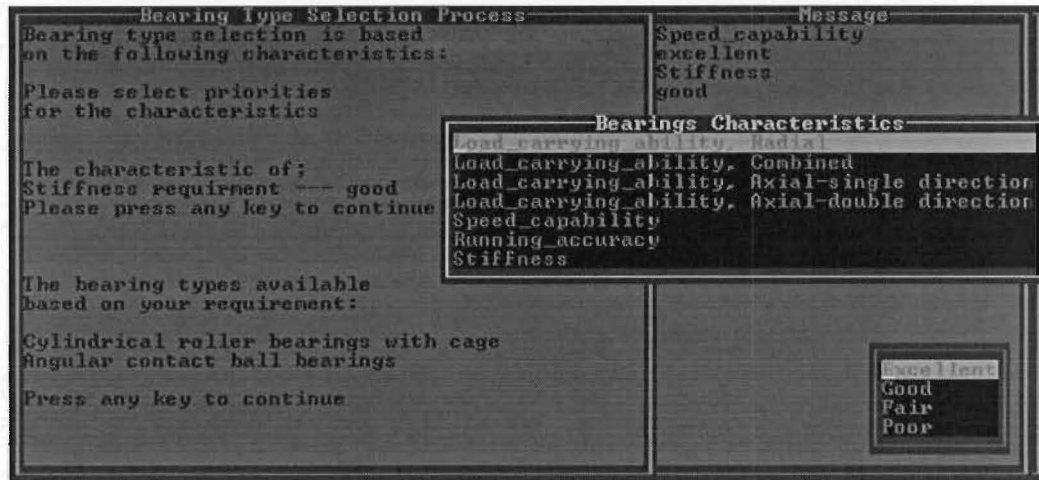 Bearing Type Selection Process
Bearing type selection is based
on the following characteristics:
Please select priorities
for the characteristics
The characteristic of;
Stiffness requirment --- good
Please press any key to continue
The bearing types available
based on your requirement:
Cylindrical roller bearings with cage
Angular contact ball bearings
Press any key to continue
Message
Speed_capability
excellent
Stiffness
good
Bearings Characteristics
Load_carrying_ability, Radial
Load_carrying_ability, Combined
Load_carrying_ability, Axial-single direction
Load_carrying_ability, Axial-double direction
Speed_capability
Running_accuracy
Stiffness
Excellent
Good
Fair
Poor